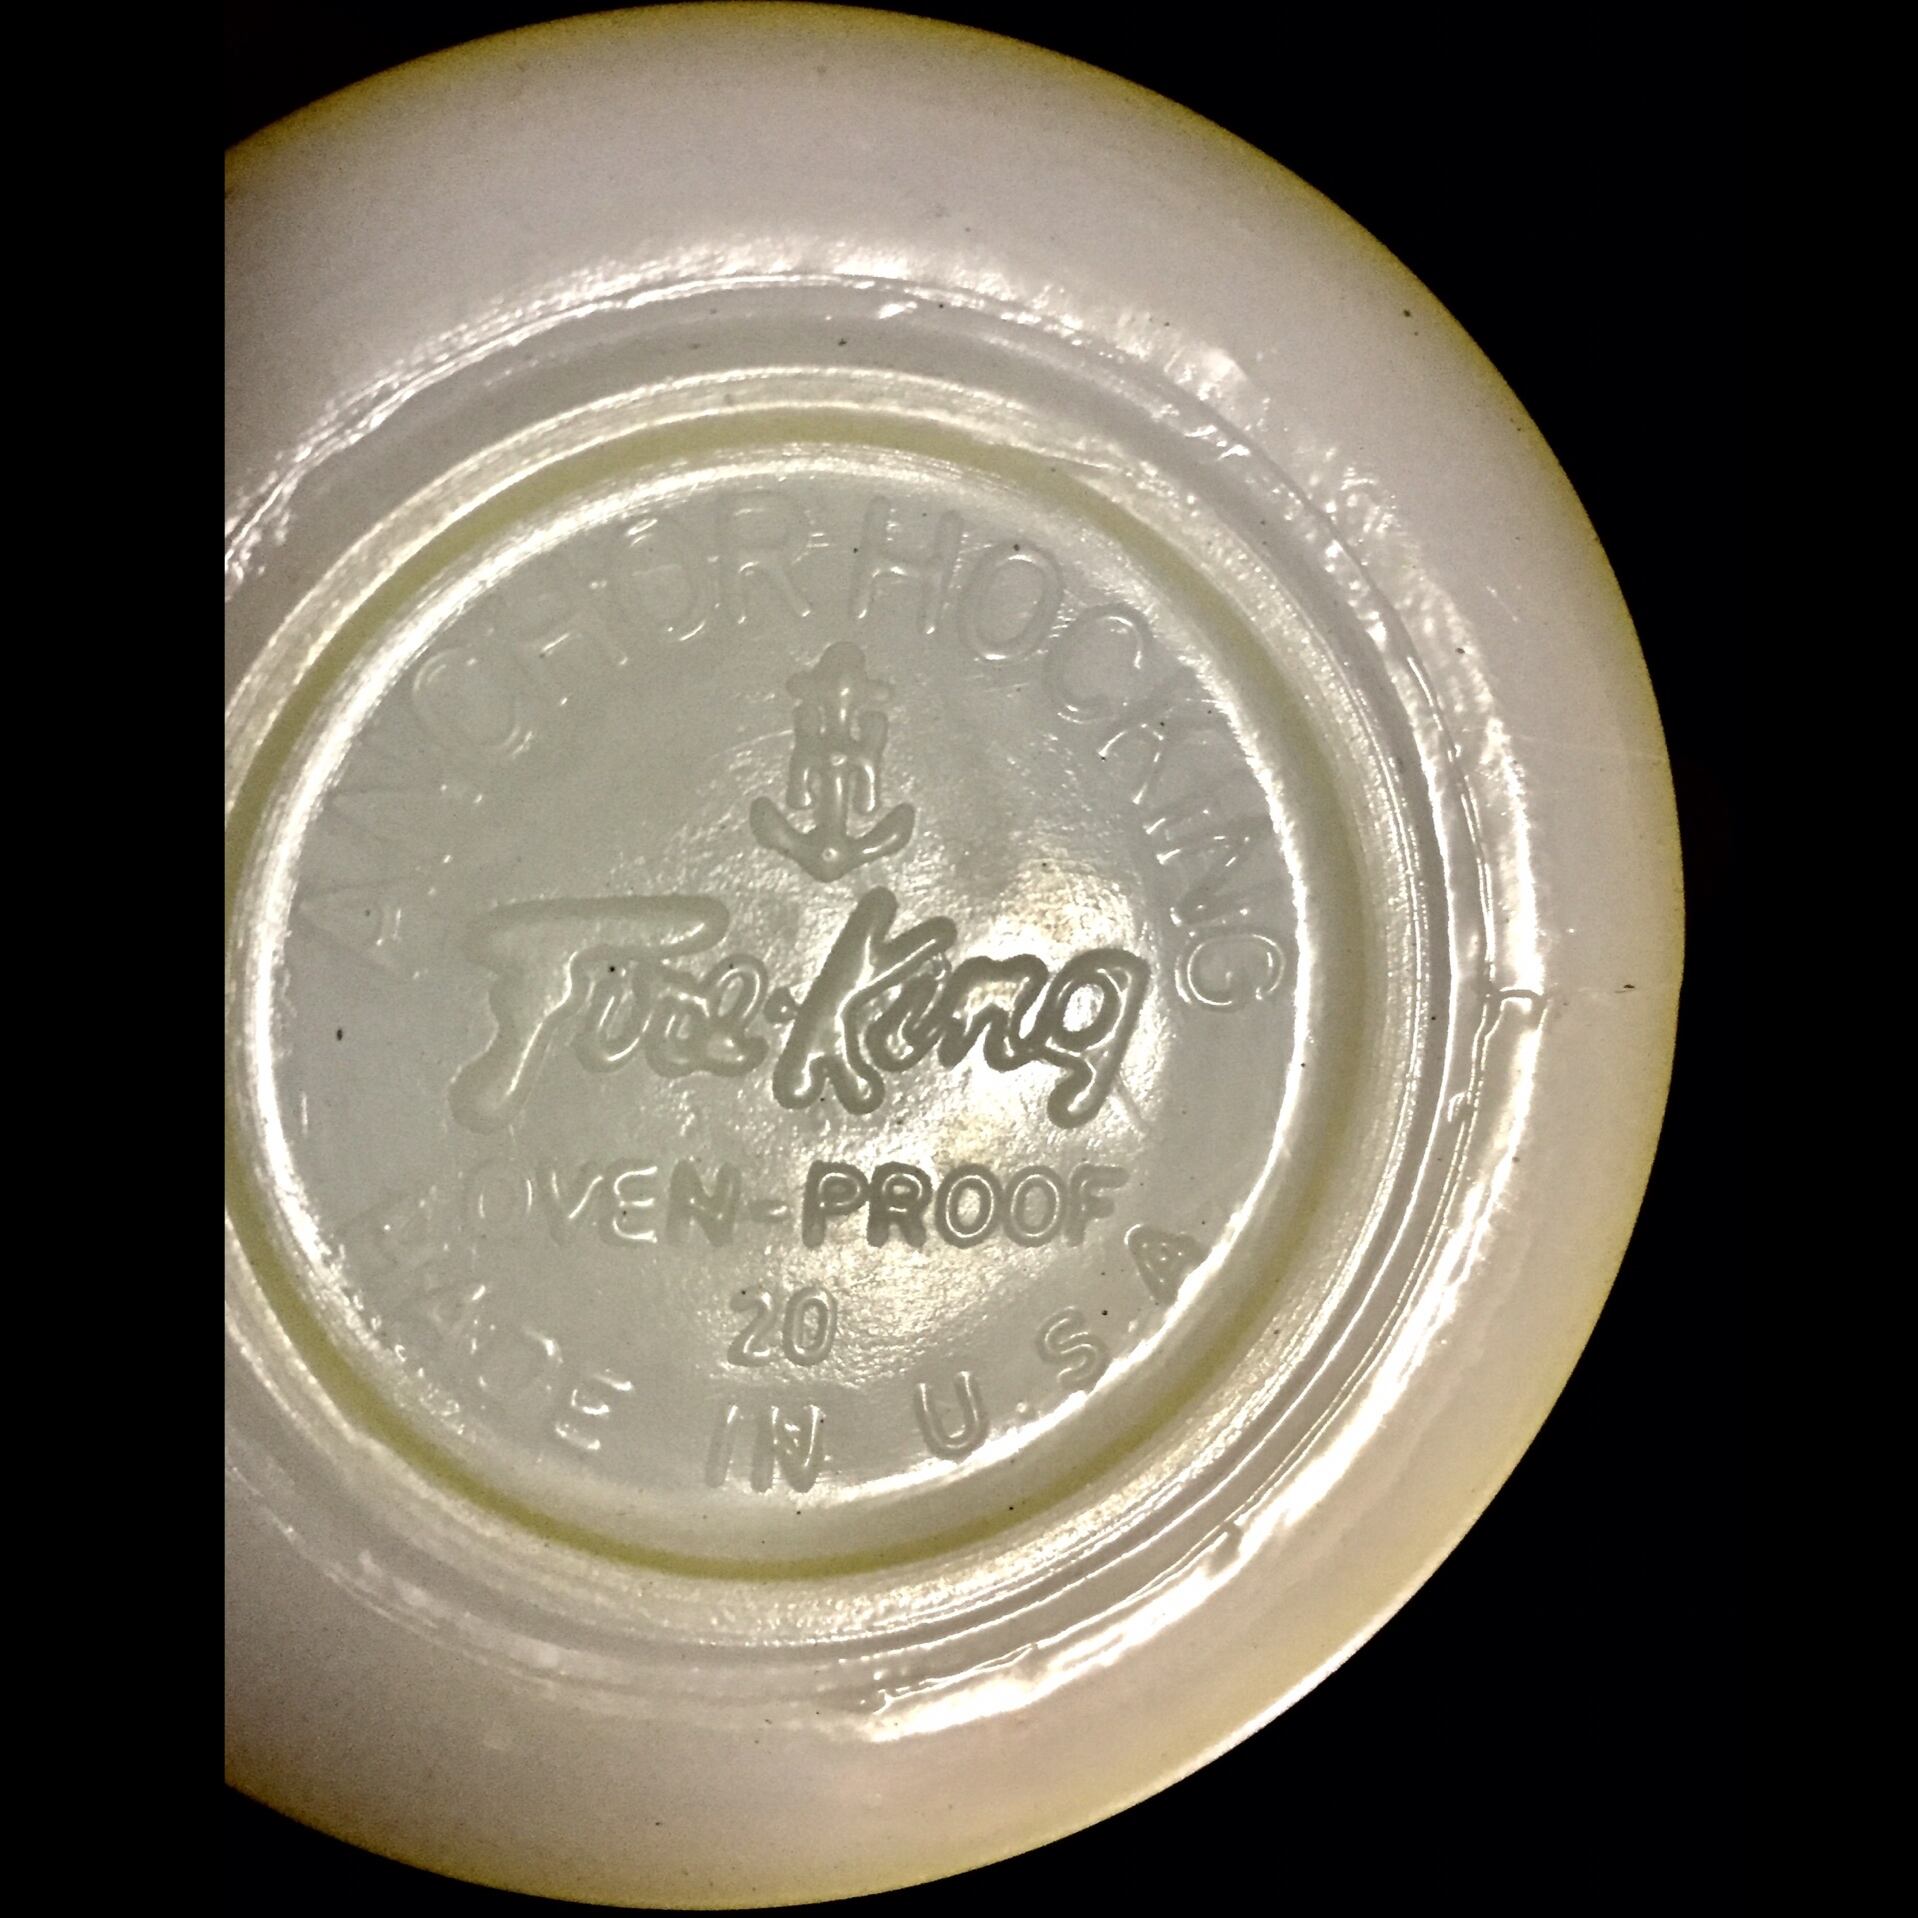 ANCHOR HOCKING
Fire-King
OVEN-PROOF
20
MADE IN U.S.A